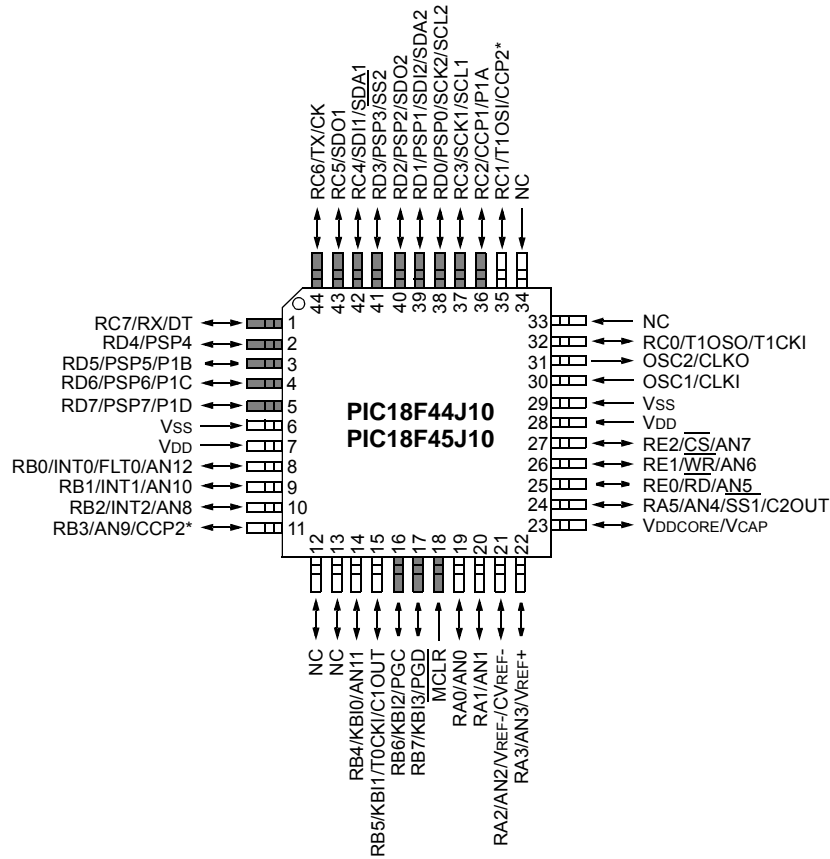 RC6/TX/CK
RC5/SDO1
RC4/SDI1/SDA1
RD3/PSP3/SS2
RD2/PSP2/SDO2
RD1/PSP1/SDI2/SDA2
RD0/PSP0/SCK2/SCL2
RC3/SCK1/SCL1
RC2/CCP1/P1A
RC1/T1OSI/CCP2*
NC
44
43
42
41
40
39
38
37
36
35
34
RC7/RX/DT 1
RD4/PSP4 2
RD5/PSP5/P1B 3
RD6/PSP6/P1C 4
RD7/PSP7/P1D 5
VSS 6
VDD 7
RB0/INT0/FLT0/AN12 8
RB1/INT1/AN10 9
RB2/INT2/AN8 10
RB3/AN9/CCP2* 11
PIC18F44J10
PIC18F45J10
33 NC
32 RC0/T1OSO/T1CKI
31 OSC2/CLKO
30 OSC1/CLKI
29 VSS
28 VDD
27 RE2/CS/AN7
26 RE1/WR/AN6
25 RE0/RD/AN5
24 RA5/AN4/SS1/C2OUT
23 VDDCORE/VCAP
12
13
14
15
16
17
18
19
20
21
22
NC
NC
RB4/KBI0/AN11
RB5/KBI1/T0CKI/C1OUT
RB6/KBI2/PGC
RB7/KBI3/PGD
MCLR
RA0/AN0
RA1/AN1
RA2/AN2/VREF-/CVREF-
RA3/AN3/VREF+